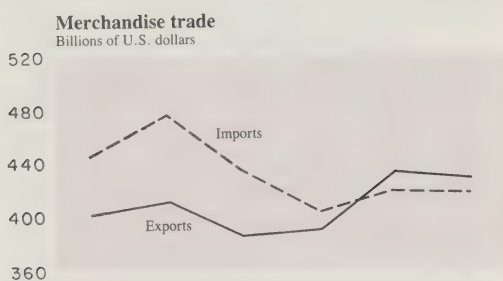 Merchandise trade
Billions of U.S. dollars
520
480
Imports
440
400
Exports
360